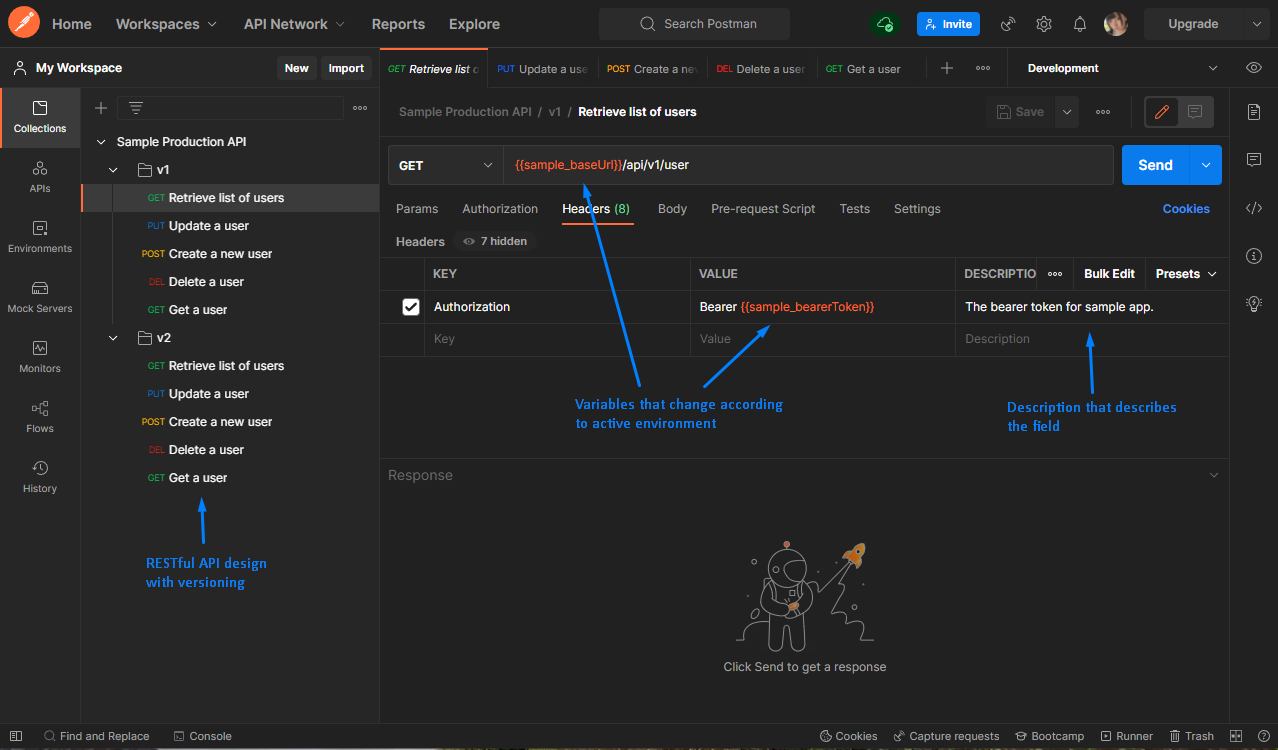 Home Workspaces API Network Reports Explore Search Postman Invite Upgrade
My Workspace New Import
GET Retrieve list o PUT Update a use POST Create a nev DEL Delete a user GET Get a user Development
Collections
APIs
Environments
Mock Servers
Monitors
Flows
History
Sample Production API
v1
GET Retrieve list of users
PUT Update a user
POST Create a new user
DEL Delete a user
GET Get a user
v2
GET Retrieve list of users
PUT Update a user
POST Create a new user
DEL Delete a user
GET Get a user
RESTful API design
with versioning
Sample Production API / v1 / Retrieve list of users Save
GET {{sample_baseUrl}}/api/v1/user Send
Params Authorization Headers (8) Body Pre-request Script Tests Settings Cookies
Headers 7 hidden
KEY VALUE DESCRIPTIO Bulk Edit Presets
Authorization Bearer {{sample_bearerToken}} The bearer token for sample app.
Key Value Description
Variables that change according
to active environment
Description that describes
the field
Response
Click Send to get a response
Find and Replace Console Cookies Capture requests Bootcamp Runner Trash